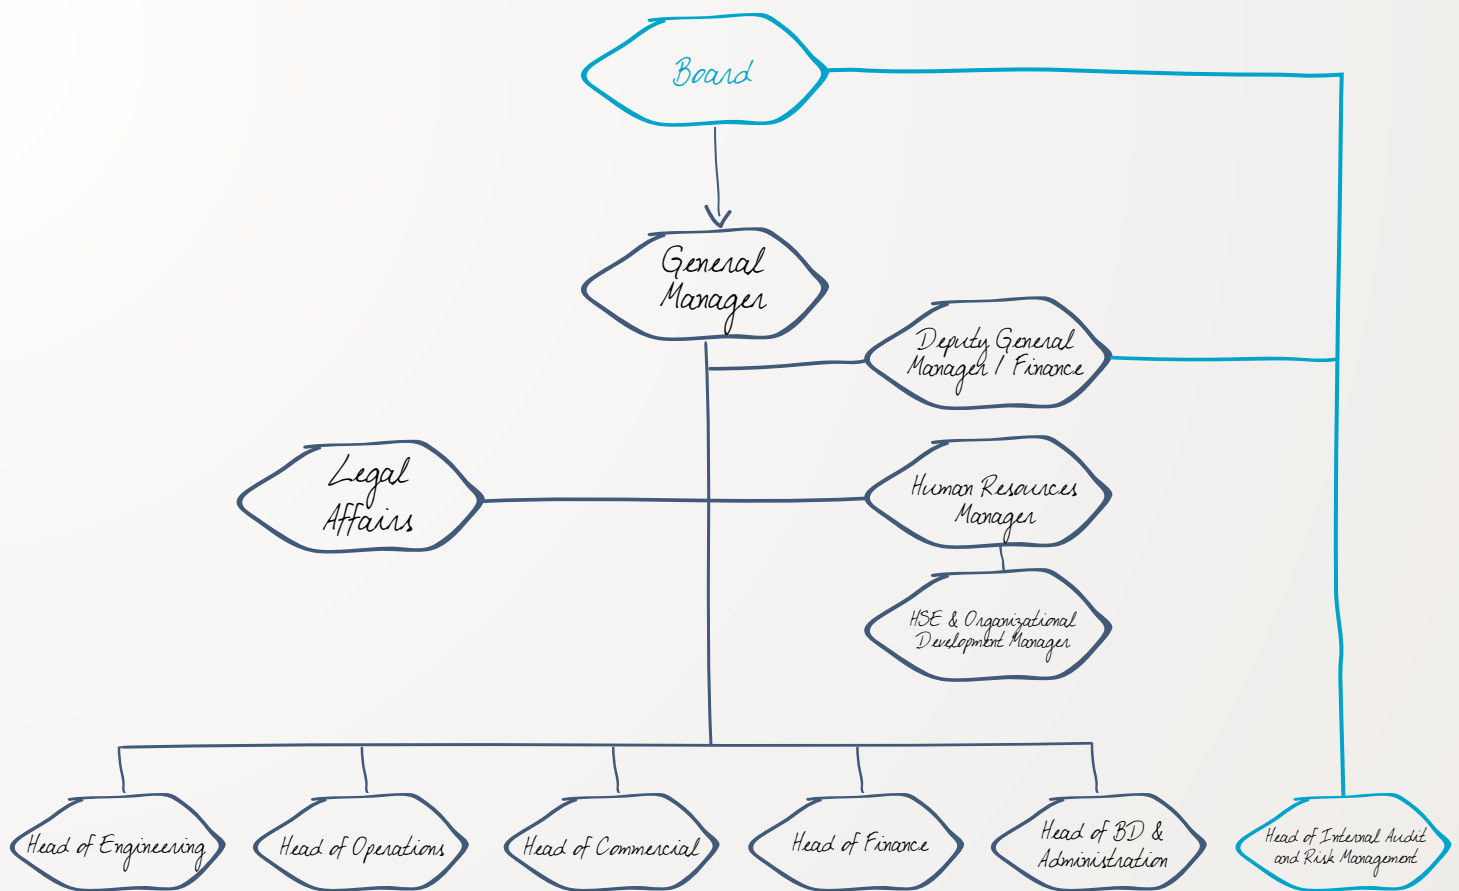 Board
General
Manager
Deputy General
Manager / Finance
Legal
Affairs
Human Resources
Manager
HSE & Organizational
Development Manager
Head of Engineering
Head of Operations
Head of Commercial
Head of Finance
Head of BD &
Administration
Head of Internal Audit
and Risk Management